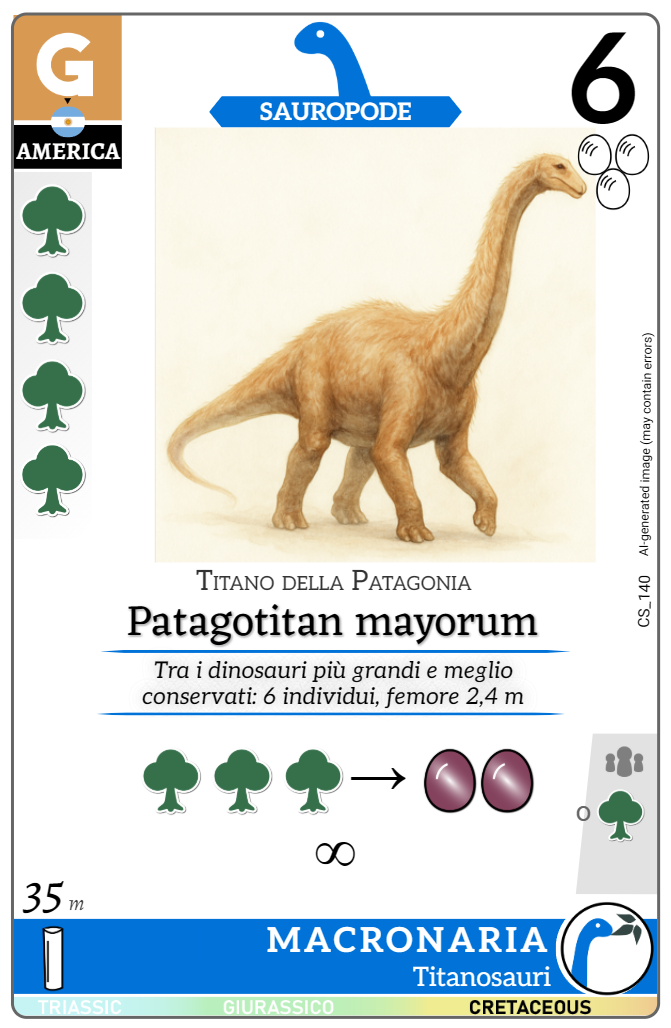 G
AMERICA
SAUROPODE
6
AI-generated image (may contain errors)
CS_140
Titano della Patagonia
Patagotitan mayorum
Tra i dinosauri più grandi e meglio
conservati: 6 individui, femore 2,4 m
∞
o
35 m
MACRONARIA
Titanosauri
TRIASSIC GIURASSICO CRETACEOUS